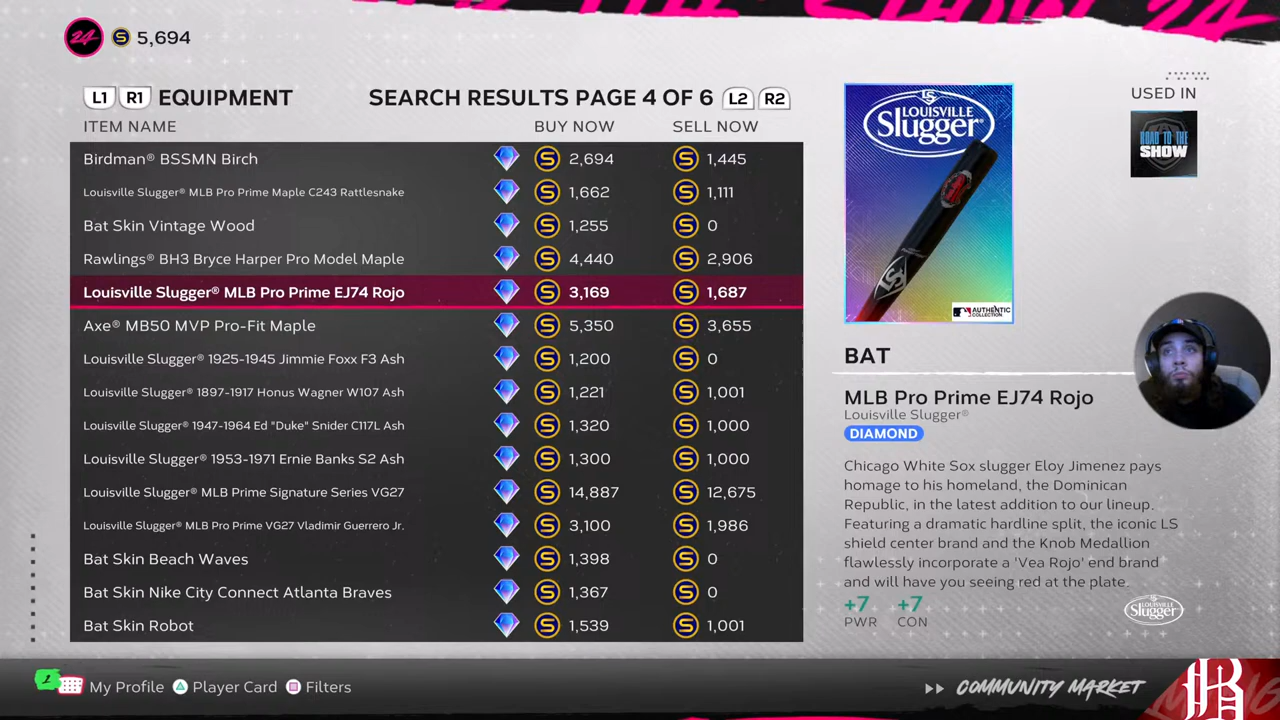 THE SHOW 24
24 S 5,694
L1 R1 EQUIPMENT
SEARCH RESULTS PAGE 4 OF 6 L2 R2
ITEM NAME BUY NOW SELL NOW
Birdman® BSSMN Birch S 2,694 S 1,445
Louisville Slugger® MLB Pro Prime Maple C243 Rattlesnake S 1,662 S 1,111
Bat Skin Vintage Wood S 1,255 S 0
Rawlings® BH3 Bryce Harper Pro Model Maple S 4,440 S 2,906
Louisville Slugger® MLB Pro Prime EJ74 Rojo S 3,169 S 1,687
Axe® MB50 MVP Pro-Fit Maple S 5,350 S 3,655
Louisville Slugger® 1925-1945 Jimmie Foxx F3 Ash S 1,200 S 0
Louisville Slugger® 1897-1917 Honus Wagner W107 Ash S 1,221 S 1,001
Louisville Slugger® 1947-1964 Ed "Duke" Snider C117L Ash S 1,320 S 1,000
Louisville Slugger® 1953-1971 Ernie Banks S2 Ash S 1,300 S 1,000
Louisville Slugger® MLB Prime Signature Series VG27 S 14,887 S 12,675
Louisville Slugger® MLB Pro Prime VG27 Vladimir Guerrero Jr. S 3,100 S 1,986
Bat Skin Beach Waves S 1,398 S 0
Bat Skin Nike City Connect Atlanta Braves S 1,367 S 0
Bat Skin Robot S 1,539 S 1,001
LS
LOUISVILLE
Slugger®
LS
AUTHENTIC
COLLECTION
USED IN
ROAD TO THE
SHOW
BAT
MLB Pro Prime EJ74 Rojo
Louisville Slugger®
DIAMOND
Chicago White Sox slugger Eloy Jimenez pays
homage to his homeland, the Dominican
Republic, in the latest addition to our lineup.
Featuring a dramatic hardline split, the iconic LS
shield center brand and the Knob Medallion
flawlessly incorporate a 'Vea Rojo' end brand
and will have you seeing red at the plate.
+7 +7
PWR CON
LOUISVILLE
Slugger
My Profile Player Card Filters
COMMUNITY MARKET